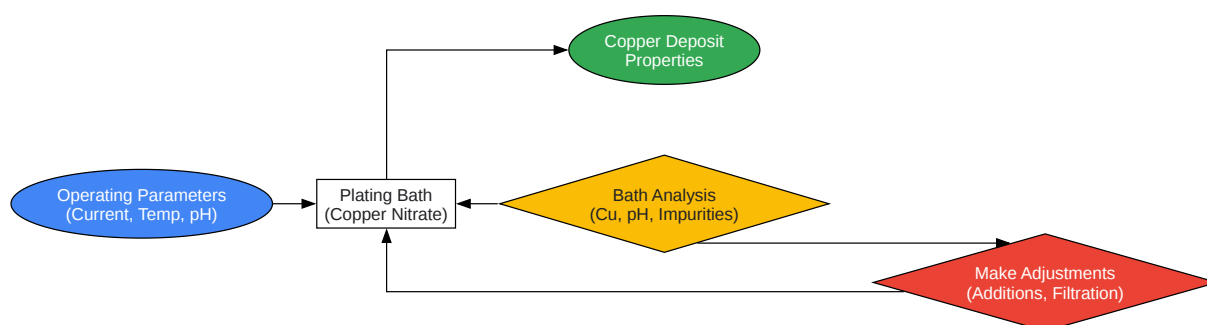 Copper Deposit
Properties
Operating Parameters
(Current, Temp, pH)
Plating Bath
(Copper Nitrate)
Bath Analysis
(Cu, pH, Impurities)
Make Adjustments
(Additions, Filtration)